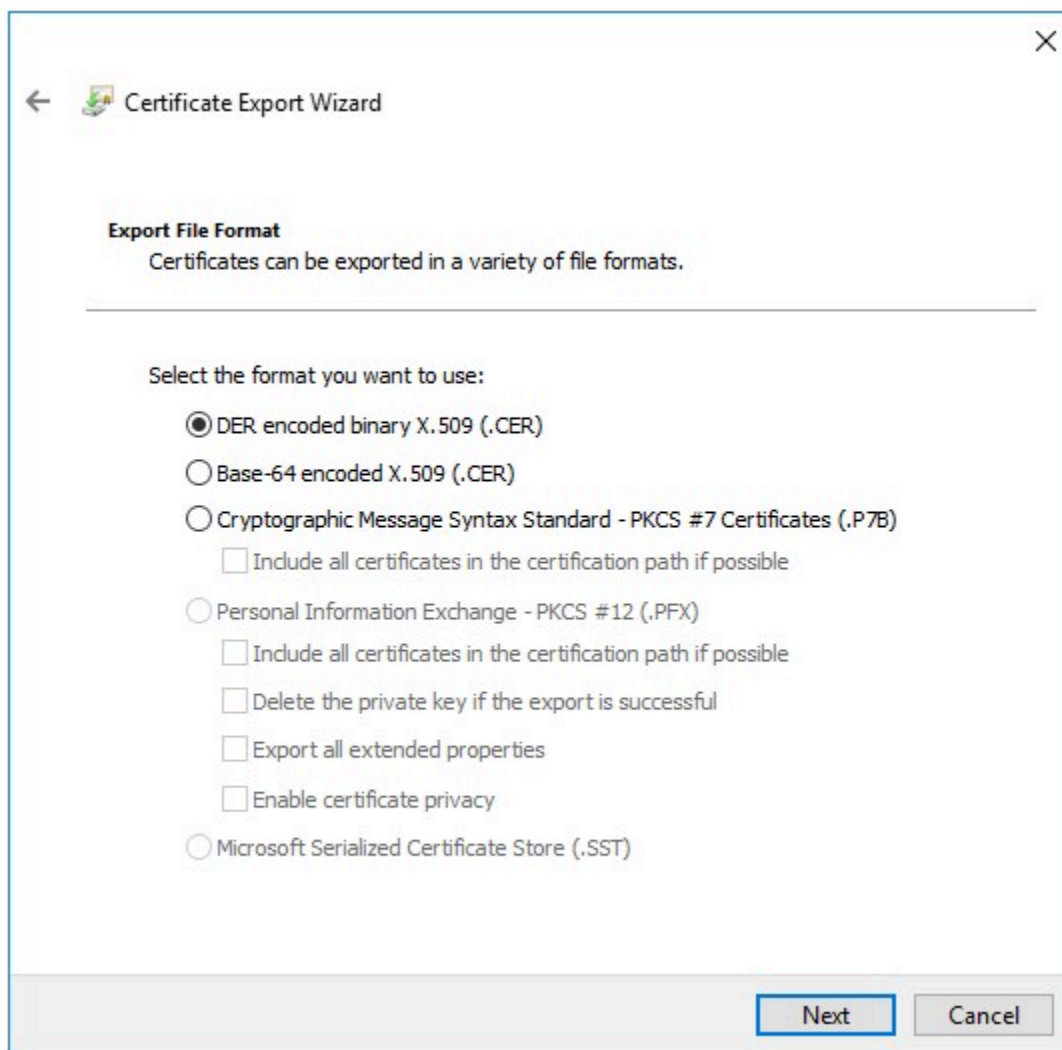 Certificate Export Wizard
Export File Format
Certificates can be exported in a variety of file formats.
Select the format you want to use:
DER encoded binary X.509 (.CER)
Base-64 encoded X.509 (.CER)
Cryptographic Message Syntax Standard - PKCS #7 Certificates (.P7B)
Include all certificates in the certification path if possible
Personal Information Exchange - PKCS #12 (.PFX)
Include all certificates in the certification path if possible
Delete the private key if the export is successful
Export all extended properties
Enable certificate privacy
Microsoft Serialized Certificate Store (.SST)
Next Cancel